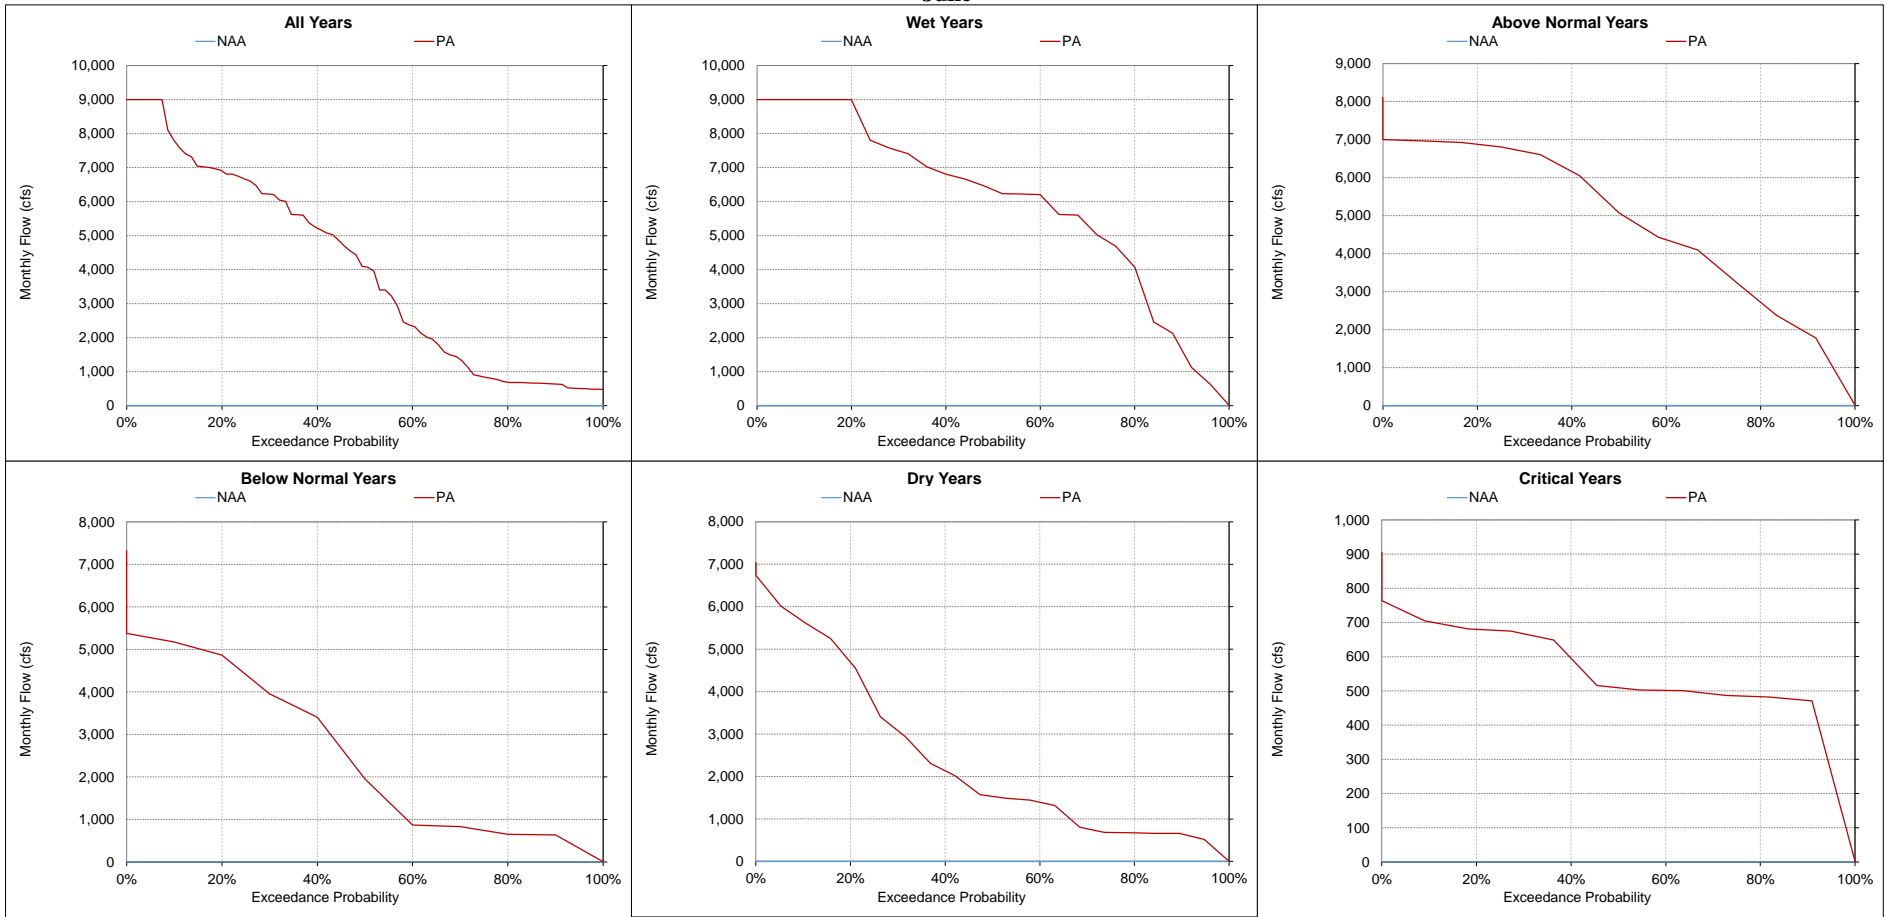 All Years
NAA PA
10,000
9,000
8,000
7,000
6,000
5,000
4,000
3,000
2,000
1,000
0
Monthly Flow (cfs)
0% 20% 40% 60% 80% 100%
Exceedance Probability
Wet Years
NAA PA
10,000
9,000
8,000
7,000
6,000
5,000
4,000
3,000
2,000
1,000
0
Monthly Flow (cfs)
0% 20% 40% 60% 80% 100%
Exceedance Probability
Above Normal Years
NAA PA
9,000
8,000
7,000
6,000
5,000
4,000
3,000
2,000
1,000
0
Monthly Flow (cfs)
0% 20% 40% 60% 80% 100%
Exceedance Probability
Below Normal Years
NAA PA
8,000
7,000
6,000
5,000
4,000
3,000
2,000
1,000
0
Monthly Flow (cfs)
0% 20% 40% 60% 80% 100%
Exceedance Probability
Dry Years
NAA PA
8,000
7,000
6,000
5,000
4,000
3,000
2,000
1,000
0
Monthly Flow (cfs)
0% 20% 40% 60% 80% 100%
Exceedance Probability
Critical Years
NAA PA
1,000
900
800
700
600
500
400
300
200
100
0
Monthly Flow (cfs)
0% 20% 40% 60% 80% 100%
Exceedance Probability